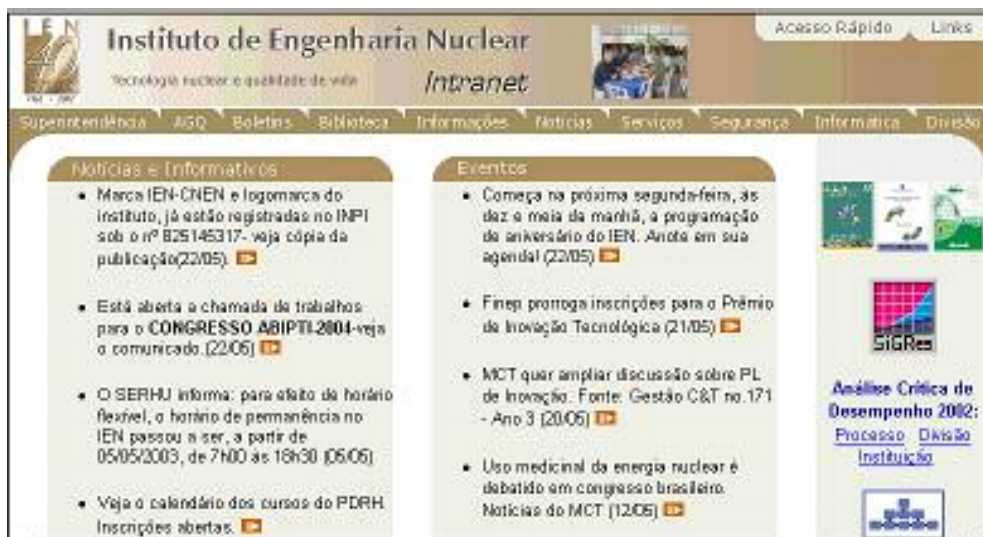 IEN
Instituto de Engenharia Nuclear
Tecnologia nuclear e qualidade de vida
Intranet
Acesso Rápido
Links
Superintendência AGQ Boletins Biblioteca Informações Notícias Serviços Segurança Informática Divisão
Notícias e Informativos
• Marca IEN-CNEN e logomarca do
instituto, já estão registradas no INPI
sob o nº 825145317- veja cópia da
publicação(22/05).
• Está aberta a chamada de trabalhos
para o CONGRESSO ABIPTI-2004-veja
o comunicado.(22/05)
• O SERHU informa: para efeito de horário
flexível, o horário de permanência no
IEN passou a ser, a partir de
05/05/2003, de 7h00 às 18h30 (05/05)
• Veja o calendário dos cursos do PDRH.
Inscrições abertas.
Eventos
• Começa na próxima segunda-feira, às
dez e meia da manhã, a programação
de aniversário do IEN. Anote em sua
agenda! (22/05)
• Finep prorroga inscrições para o Prêmio
de Inovação Tecnológica (21/05)
• MCT quer ampliar discussão sobre PL
de Inovação. Fonte: Gestão C&T no.171
- Ano 3 (20/05)
• Uso medicinal da energia nuclear é
debatido em congresso brasileiro.
Notícias do MCT (12/05)
SiGRes
Análise Crítica de
Desempenho 2002:
Processo Divisão
Instituição